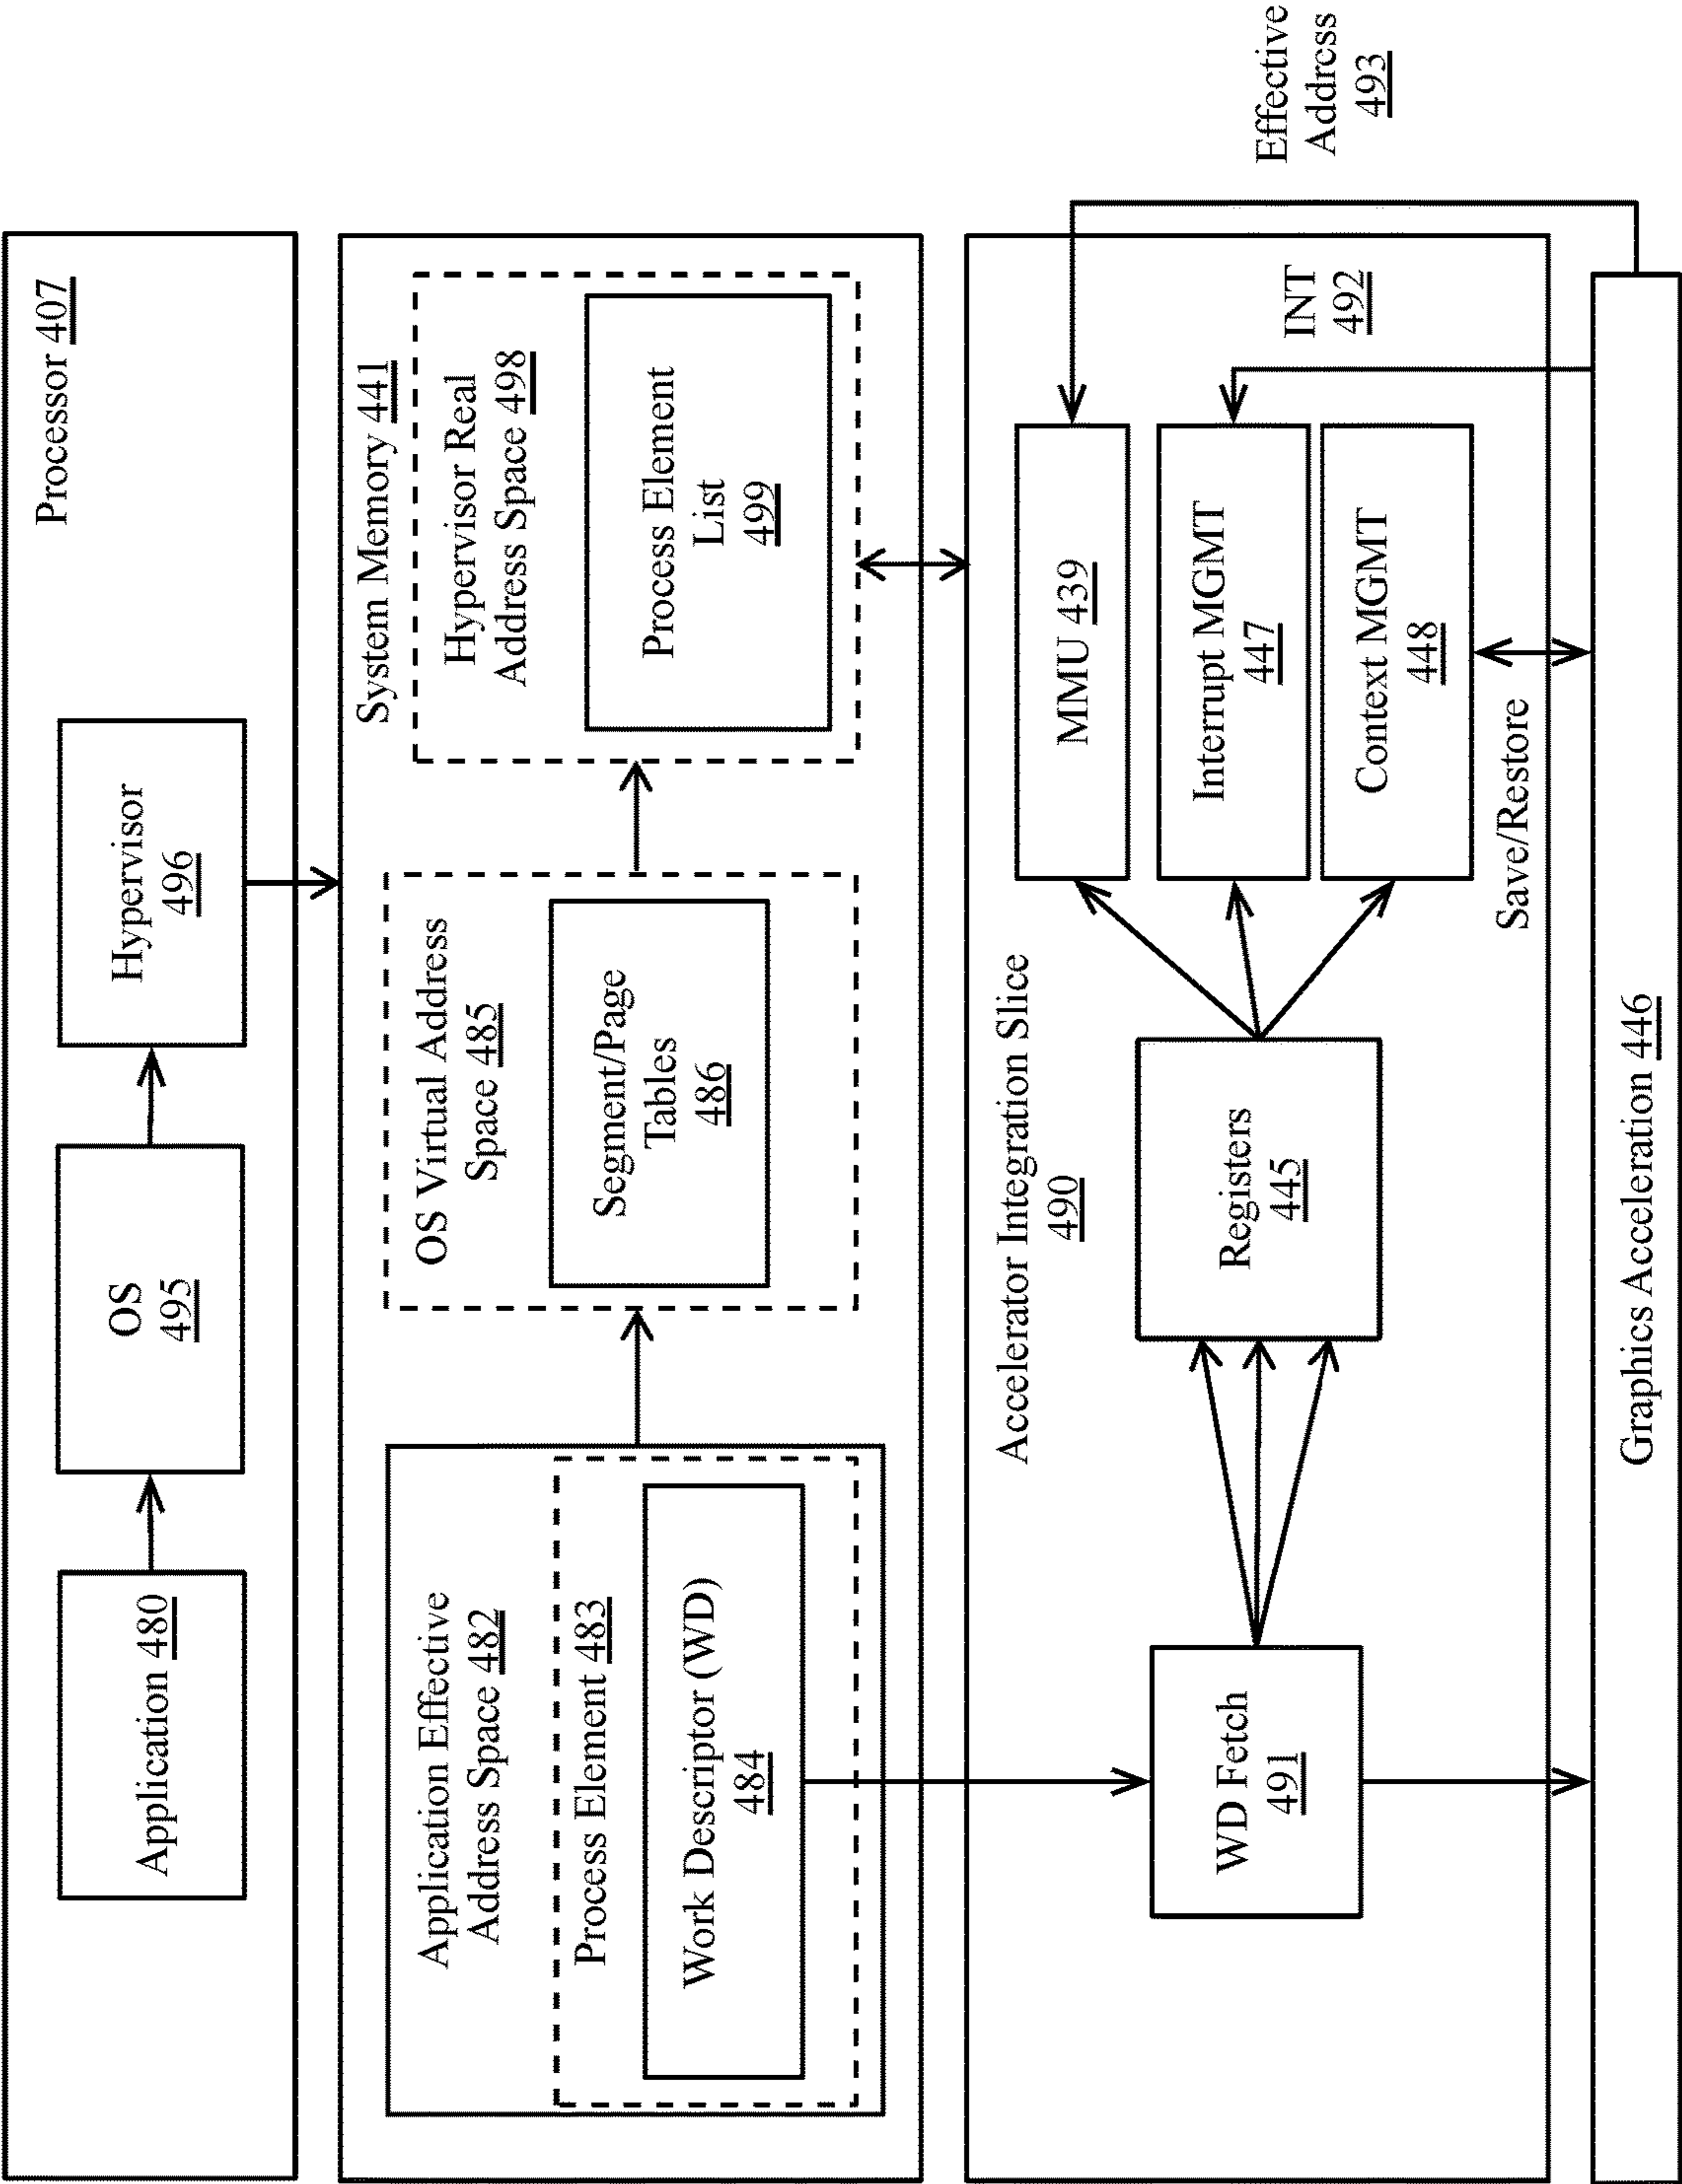 Processor 407
Application 480
OS
495
Hypervisor
496
System Memory 441
Application Effective
Address Space 482
Process Element 483
Work Descriptor (WD)
484
OS Virtual Address
Space 485
Segment/Page
Tables
486
Hypervisor Real
Address Space 498
Process Element
List
499
Accelerator Integration Slice
490
WD Fetch
491
Registers
445
MMU 439
Interrupt MGMT
447
Context MGMT
448
INT
492
Effective
Address
493
Save/Restore
Graphics Acceleration 446